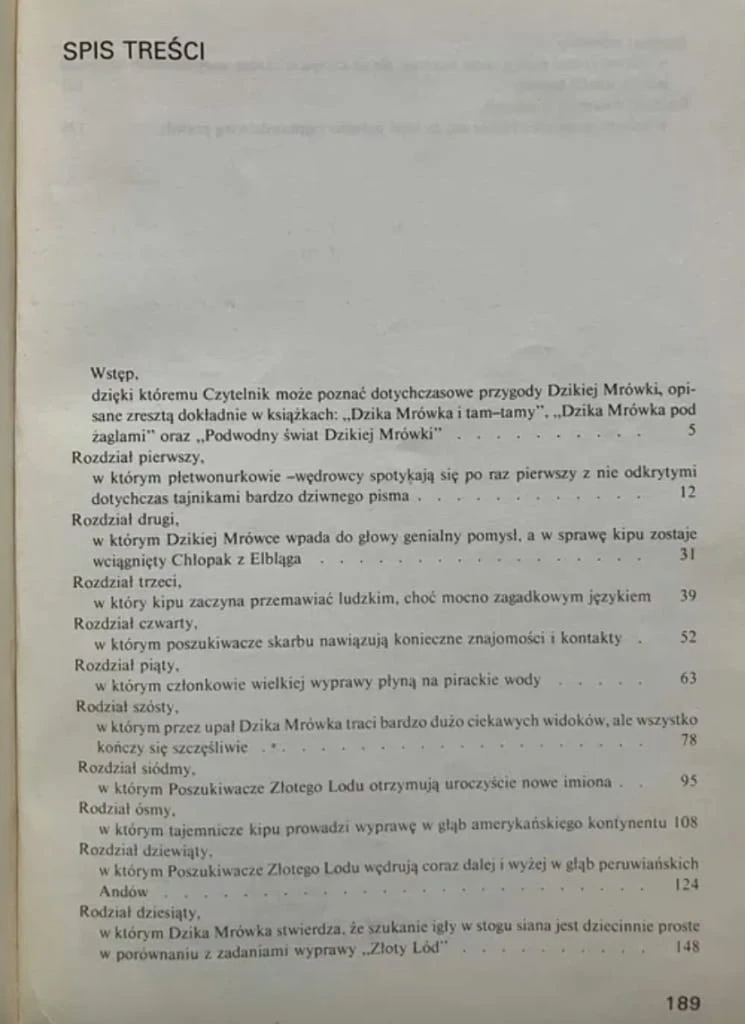 SPIS TREŚCI
Wstęp,
dzięki któremu Czytelnik może poznać dotychczasowe przygody Dzikiej Mrówki, opi-
sane zresztą dokładnie w książkach: „Dzika Mrówka i tam–tamy”, „Dzika Mrówka pod
żaglami” oraz „Podwodny świat Dzikiej Mrówki” . . . . . . . . . . 5
Rozdział pierwszy,
w którym płetwonurkowie –wędrowcy spotykają się po raz pierwszy z nie odkrytymi
dotychczas tajnikami bardzo dziwnego pisma . . . . . . . . . . . . 12
Rozdział drugi,
w którym Dzikiej Mrówce wpada do głowy genialny pomysł, a w sprawę kipu zostaje
wciągnięty Chłopak z Elbląga . . . . . . . . . . . . . . . . 31
Rozdział trzeci,
w który kipu zaczyna przemawiać ludzkim, choć mocno zagadkowym językiem 39
Rozdział czwarty,
w którym poszukiwacze skarbu nawiązują konieczne znajomości i kontakty . 52
Rozdział piąty,
w którym członkowie wielkiej wyprawy płyną na pirackie wody . . . . . 63
Rodział szósty,
w którym przez upał Dzika Mrówka traci bardzo dużo ciekawych widoków, ale wszystko
kończy się szczęśliwie . . . . . . . . . . . . . . . . . . 78
Rozdział siódmy,
w którym Poszukiwacze Złotego Lodu otrzymują uroczyście nowe imiona . . 95
Rodział ósmy,
w którym tajemnicze kipu prowadzi wyprawę w głąb amerykańskiego kontynentu 108
Rozdział dziewiąty,
w którym Poszukiwacze Złotego Lodu wędrują coraz dalej i wyżej w głąb peruwiańskich
Andów . . . . . . . . . . . . . . . . . . . . . . 124
Rodział dziesiąty,
w którym Dzika Mrówka stwierdza, że szukanie igły w stogu siana jest dziecinnie proste
w porównaniu z zadaniami wyprawy „Złoty Lód” . . . . . . . . . . 148
189